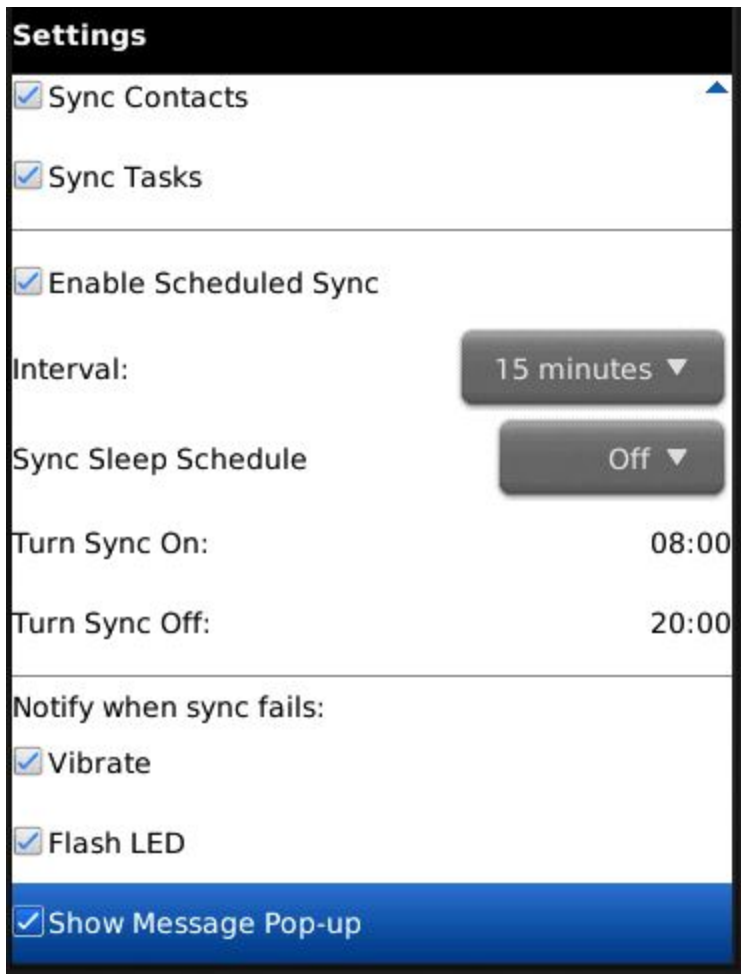 Settings
Sync Contacts
Sync Tasks
Enable Scheduled Sync
Interval: 15 minutes
Sync Sleep Schedule Off
Turn Sync On: 08:00
Turn Sync Off: 20:00
Notify when sync fails:
Vibrate
Flash LED
Show Message Pop-up